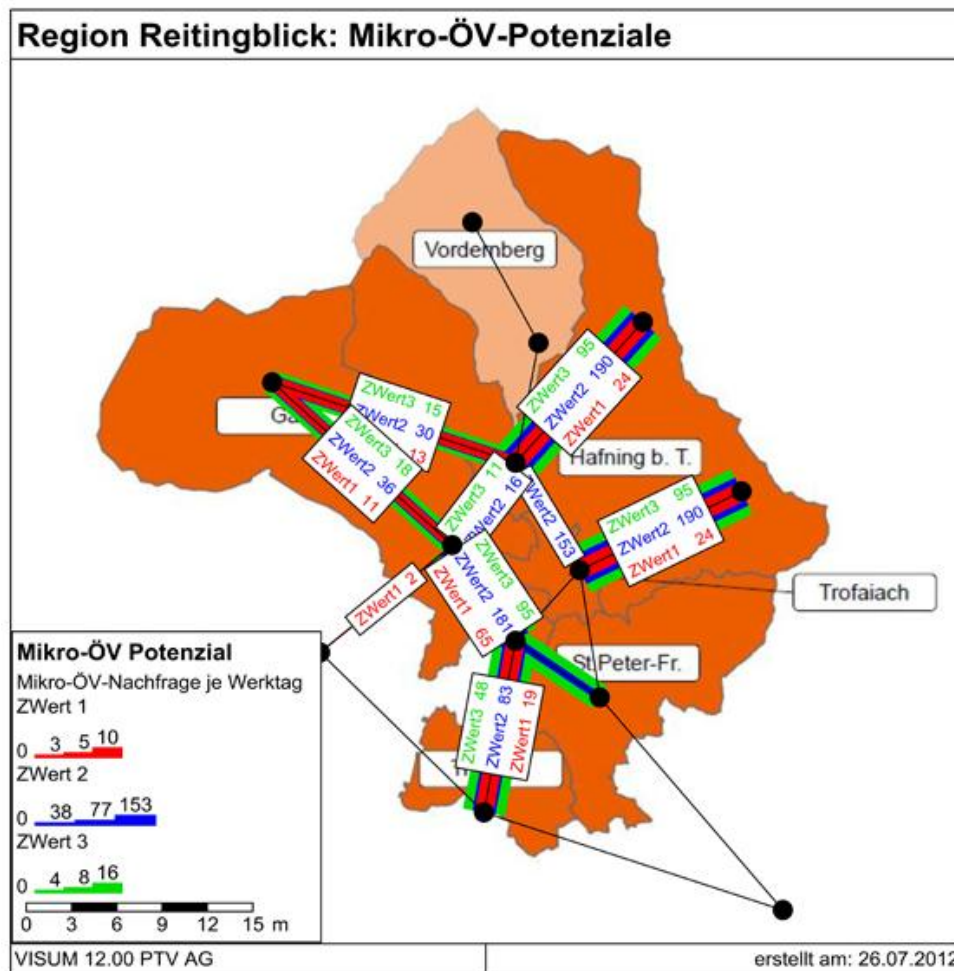 Region Reitingblick: Mikro-ÖV-Potenziale
Vordernberg
ZWert3 95
ZWert2 190
ZWert1 24
ZWert3 15
ZWert2 30
13
Ga
ZWert3 18
ZWert2 36
ZWert1 11
Hafning b. T.
ZWert3 11
ZWert2 16
ZWert2 153
ZWert3 95
ZWert2 190
ZWert1 24
Trofaiach
ZWert3 95
ZWert2 181
ZWert1 65
ZWert1 2
St.Peter-Fr.
ZWert3 48
ZWert2 83
ZWert1 19
Mikro-ÖV Potenzial
Mikro-ÖV-Nachfrage je Werktag
ZWert 1
0 3 5 10
ZWert 2
0 38 77 153
ZWert 3
0 4 8 16
0 3 6 9 12 15 m
VISUM 12.00 PTV AG
erstellt am: 26.07.2012